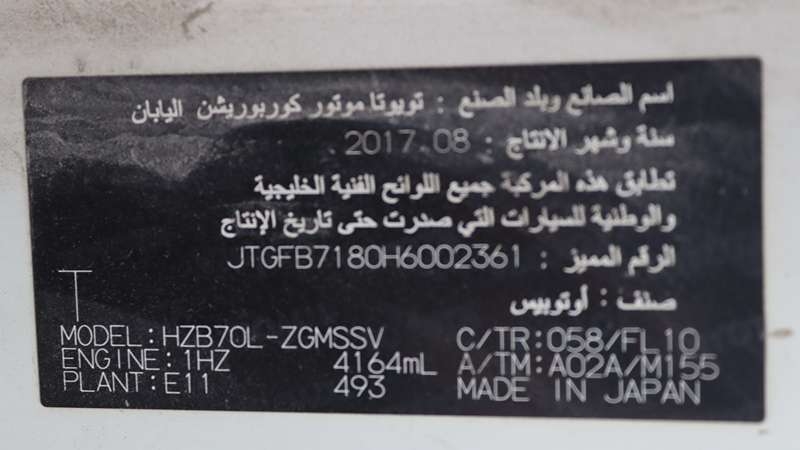 اسم الصانع وبلد الصنع : تويوتا موتور كوربوريشن اليابان
سنة وشهر الانتاج : 2017.08
تطابق هذه المركبة جميع اللوائح الفنية الخليجية
والوطنية للسيارات التي صدرت حتى تاريخ الإنتاج
الرقم المميز : JTGFB7180H6002361
صنف : أوتوبيس
T
MODEL:HZB70L-ZGMSSV C/TR:058/FL10
ENGINE:1HZ 4164mL A/TM:A02A/M155
PLANT:E11 493 MADE IN JAPAN